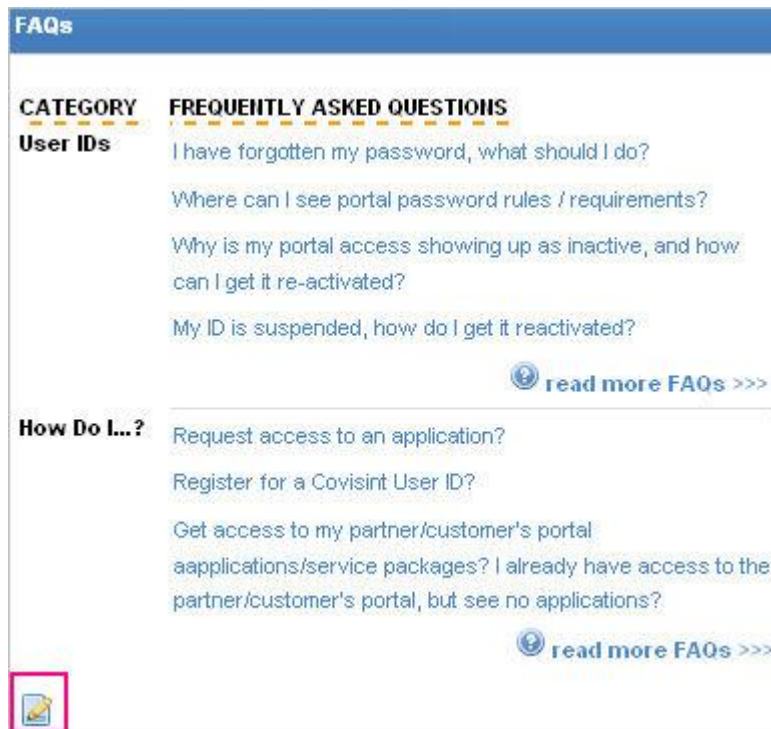 FAQs
CATEGORY FREQUENTLY ASKED QUESTIONS
User IDs I have forgotten my password, what should I do?
Where can I see portal password rules / requirements?
Why is my portal access showing up as inactive, and how
can I get it re-activated?
My ID is suspended, how do I get it reactivated?
read more FAQs >>>
How Do I...? Request access to an application?
Register for a Covisint User ID?
Get access to my partner/customer's portal
aapplications/service packages? I already have access to the
partner/customer's portal, but see no applications?
read more FAQs >>>